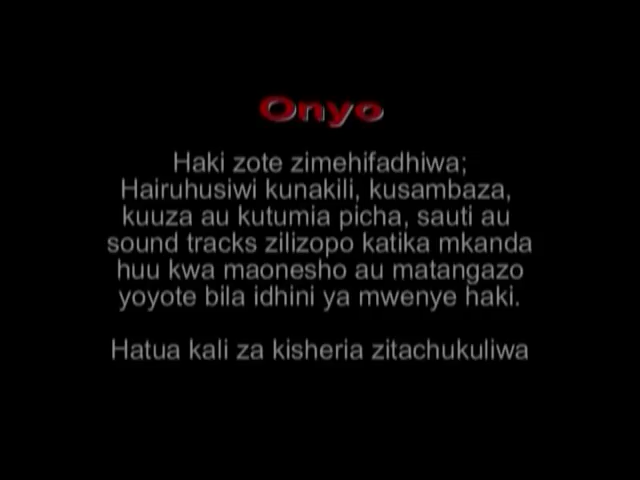 Onyo
Haki zote zimehifadhiwa;
Hairuhusiwi kunakili, kusambaza,
kuuza au kutumia picha, sauti au
sound tracks zilizopo katika mkanda
huu kwa maonesho au matangazo
yoyote bila idhini ya mwenye haki.
Hatua kali za kisheria zitachukuliwa